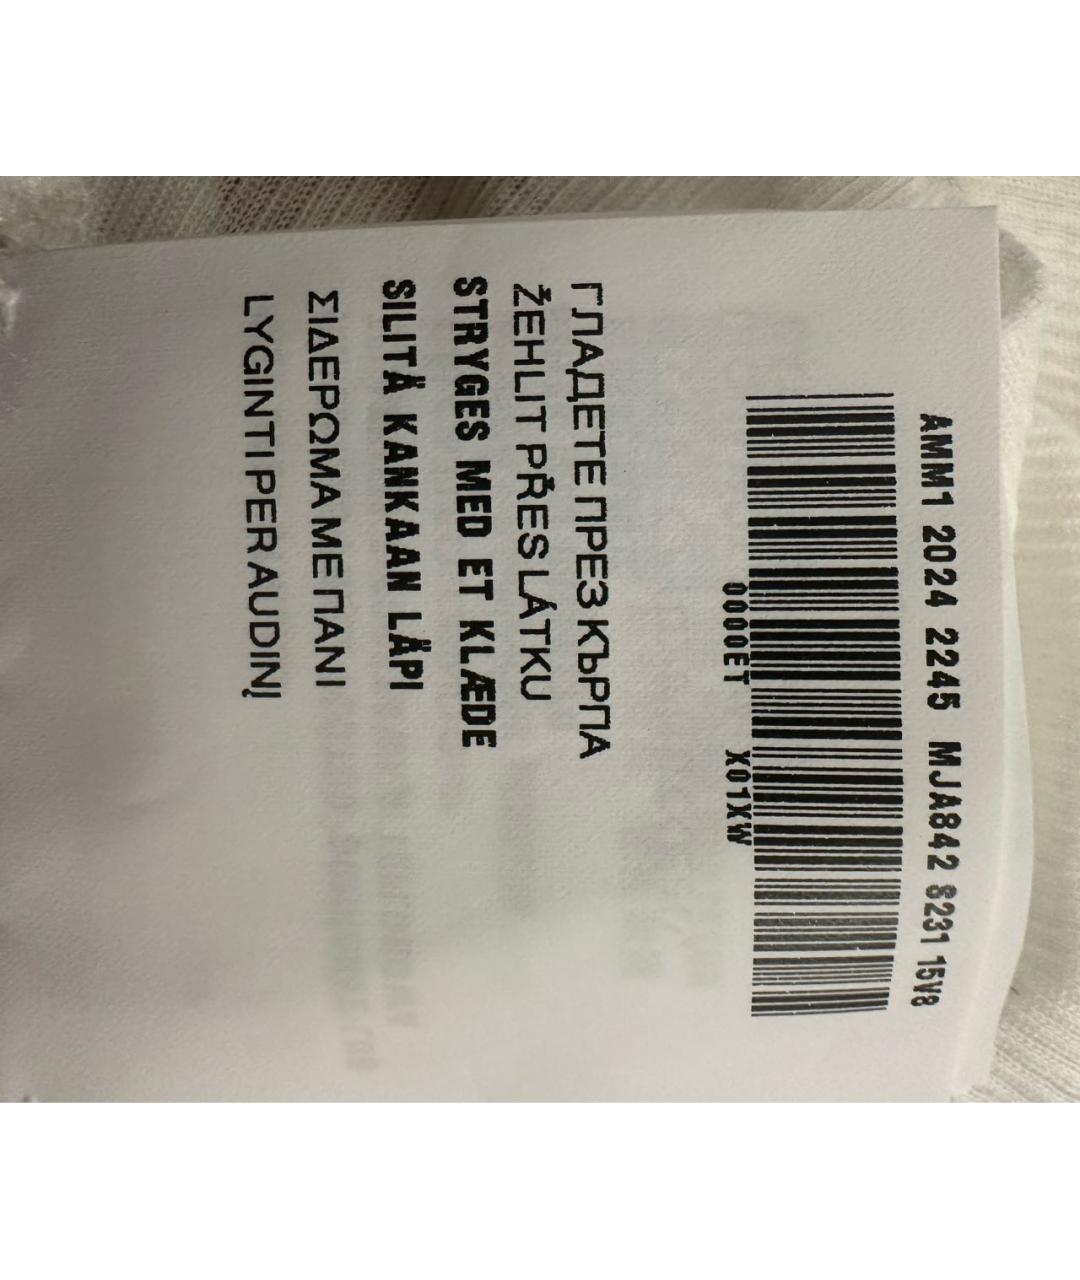 AMM1 2024 2245 MJA842 8231 15V8
0000ET X01XW
ГЛАДЕТЕ ПРЕЗ КЪРПА
ŽEHLIT PŘES LÁTKU
STRYGES MED ET KLÆDE
SILITÄ KANKAAN LÄPI
ΣΙΔΕΡΩΜΑ ΜΕ ΠΑΝΙ
LYGINTI PER AUDINĮ